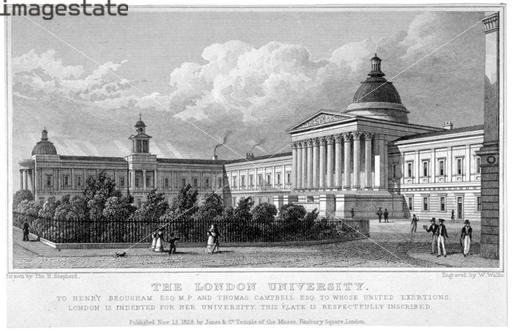 imagestate
Drawn by Tho. H. Shepherd.
Engrav'd by W. Wallis.
THE LONDON UNIVERSITY.
TO HENRY BROUGHAM, ESQ. M.P. AND THOMAS CAMPBELL ESQ. TO WHOSE UNITED EXERTIONS,
LONDON IS INDEBTED FOR HER UNIVERSITY, THIS PLATE IS RESPECTFULLY INSCRIBED.
Published Nov. 15, 1828, by Jones & Co. Temple of the Muses, Finsbury Square, London.